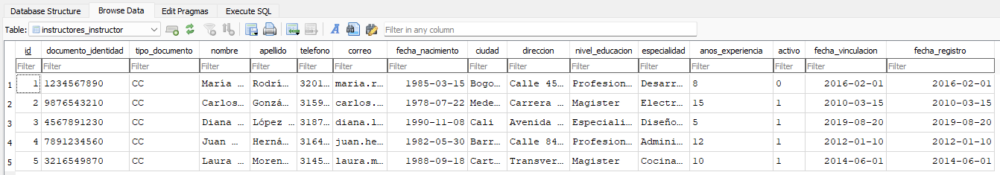 Database Structure Browse Data Edit Pragmas Execute SQL
Table: instructores_instructor Filter in any column
id documento_identidad tipo_documento nombre apellido telefono correo fecha_nacimiento ciudad direccion nivel_educacion especialidad anos_experiencia activo fecha_vinculacion fecha_registro
Filter Filter Filter Filter Filter Filter Filter Filter Filter Filter Filter Filter Filter Filter Filter Filter
1 1 1234567890 CC María ... Rodrí... 3201... maria.r... 1985-03-15 Bogo... Calle 45... Profesion... Desarr... 8 0 2016-02-01 2016-02-01
2 2 9876543210 CC Carlos... Gonzá... 3159... carlos.... 1978-07-22 Mede... Carrera ... Magister Electr... 15 1 2010-03-15 2010-03-15
3 3 4567891230 CC Diana ... López ... 3187... diana.l... 1990-11-08 Cali Avenida ... Especiali... Diseño... 5 1 2019-08-20 2019-08-20
4 4 7891234560 CC Juan ... Herná... 3164... juan.he... 1982-05-30 Barr... Calle 84... Profesion... Admini... 12 1 2012-01-10 2012-01-10
5 5 3216549870 CC Laura ... Moren... 3145... laura.m... 1988-09-18 Cart... Transver... Magister Cocina... 10 1 2014-06-01 2014-06-01